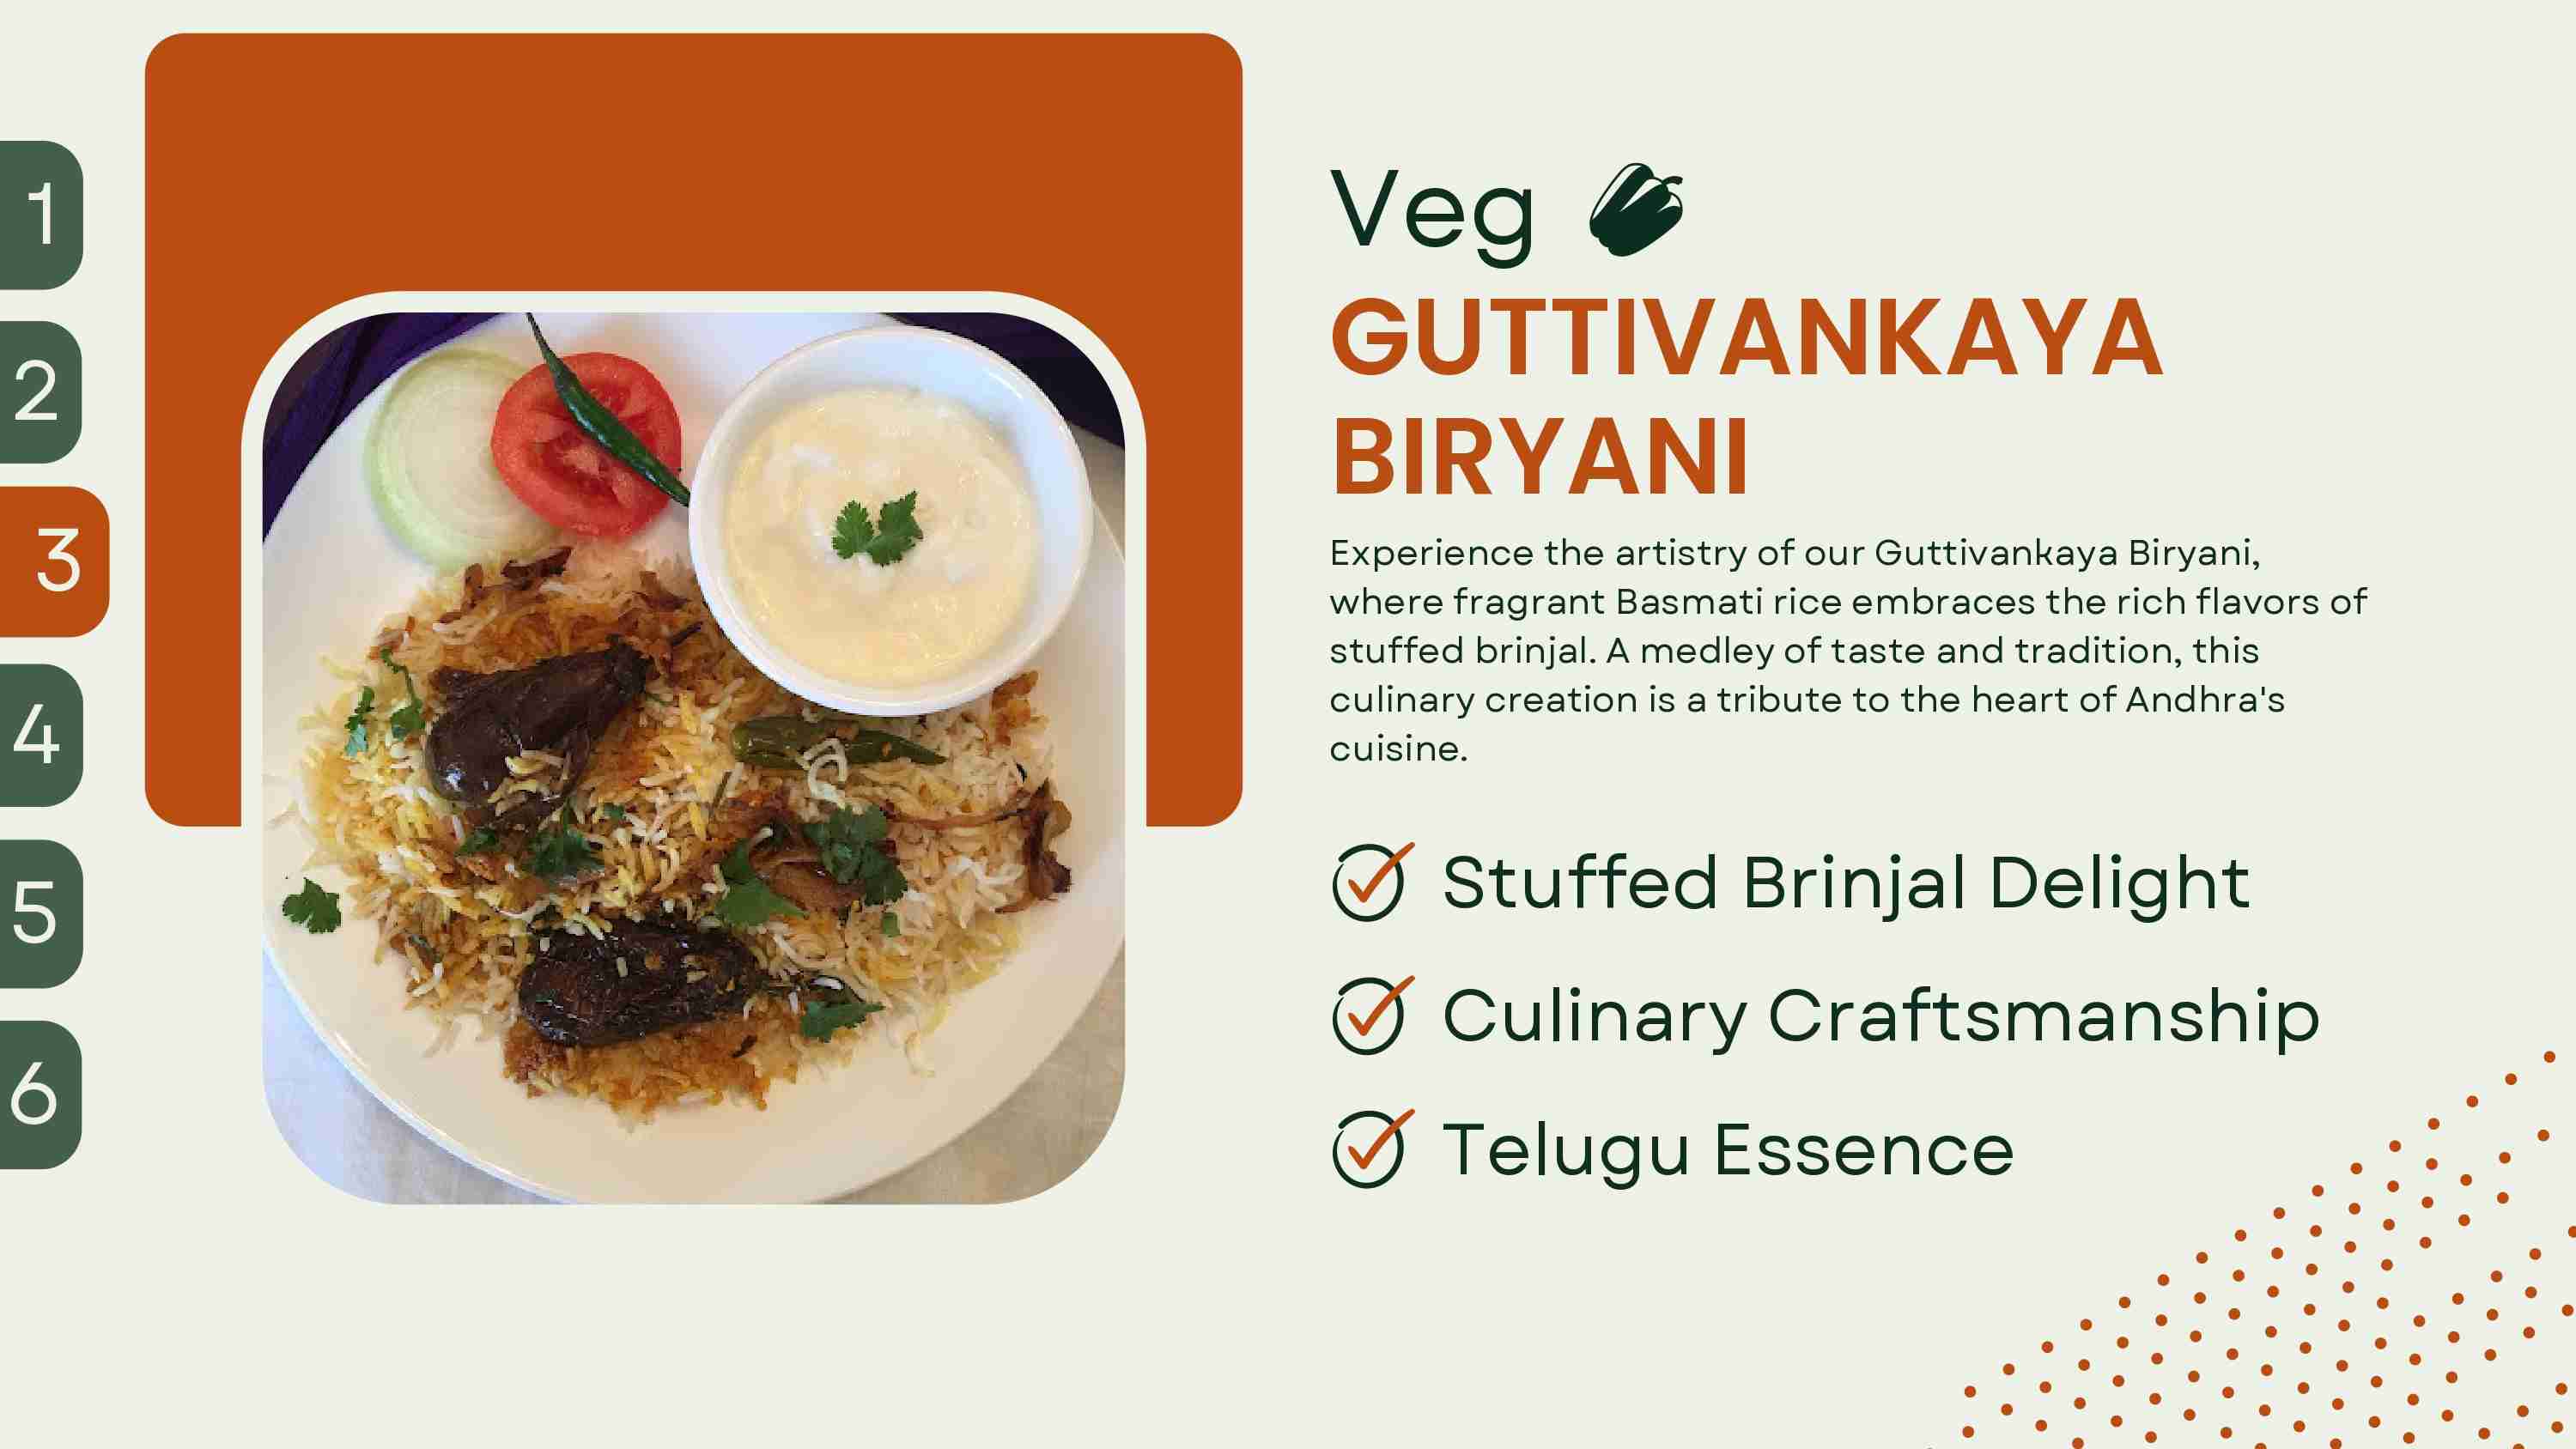 1
2
3
4
5
6
Veg
GUTTIVANKAYA
BIRYANI
Experience the artistry of our Guttivankaya Biryani,
where fragrant Basmati rice embraces the rich flavors of
stuffed brinjal. A medley of taste and tradition, this
culinary creation is a tribute to the heart of Andhra's
cuisine.
Stuffed Brinjal Delight
Culinary Craftsmanship
Telugu Essence